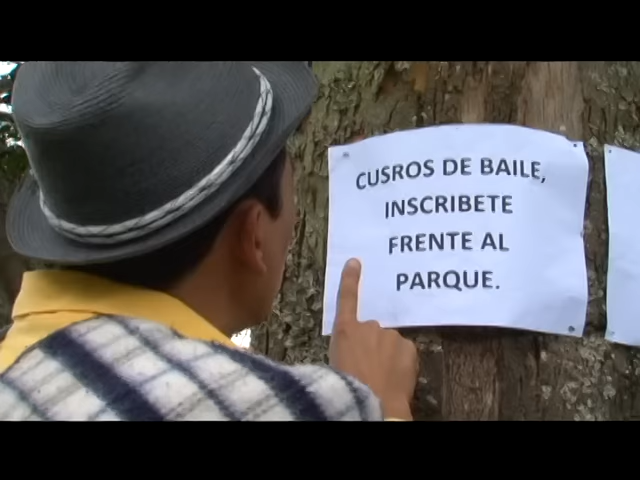 CUSROS DE BAILE,
INSCRIBETE
FRENTE AL
PARQUE.